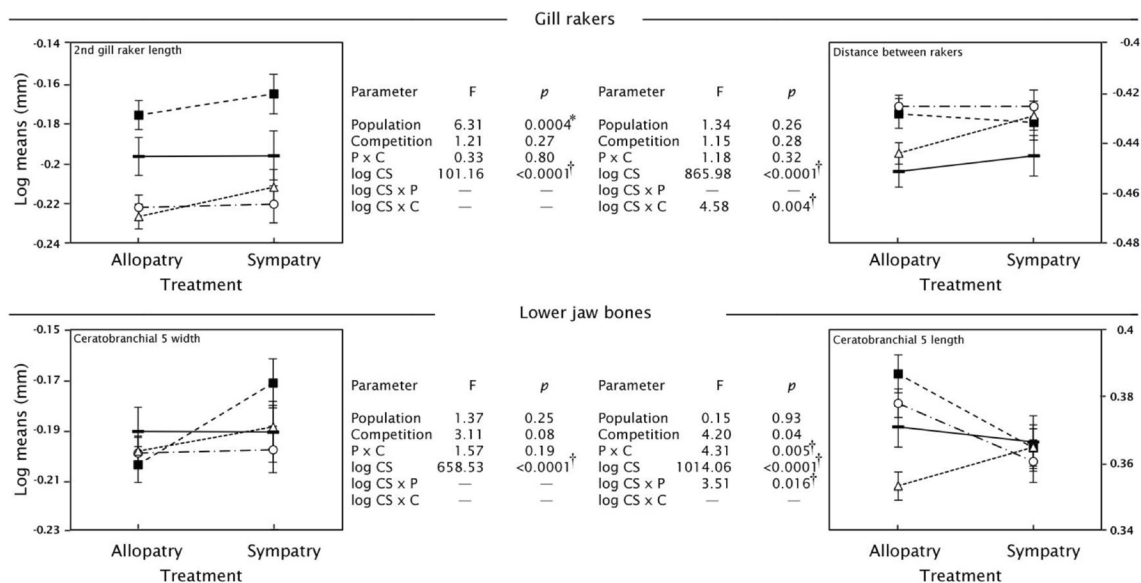 Gill rakers
2nd gill raker length
Log means (mm)
-0.14
-0.16
-0.18
-0.2
-0.22
-0.24
Allopatry Sympatry
Treatment
Parameter F p
Population 6.31 0.0004*
Competition 1.21 0.27
P x C 0.33 0.80
log CS 101.16 <0.0001†
log CS x P — —
log CS x C — —
Parameter F p
Population 1.34 0.26
Competition 1.15 0.28
P x C 1.18 0.32
log CS 865.98 <0.0001†
log CS x P — —
log CS x C 4.58 0.004†
Distance between rakers
-0.4
-0.42
-0.44
-0.46
-0.48
Allopatry Sympatry
Treatment
Lower jaw bones
Ceratobranchial 5 width
Log means (mm)
-0.15
-0.17
-0.19
-0.21
-0.23
Allopatry Sympatry
Treatment
Parameter F p
Population 1.37 0.25
Competition 3.11 0.08
P x C 1.57 0.19
log CS 658.53 <0.0001†
log CS x P — —
log CS x C — —
Parameter F p
Population 0.15 0.93
Competition 4.20 0.04
P x C 4.31 0.005†
log CS 1014.06 <0.0001†
log CS x P 3.51 0.016†
log CS x C — —
Ceratobranchial 5 length
0.4
0.38
0.36
0.34
Allopatry Sympatry
Treatment